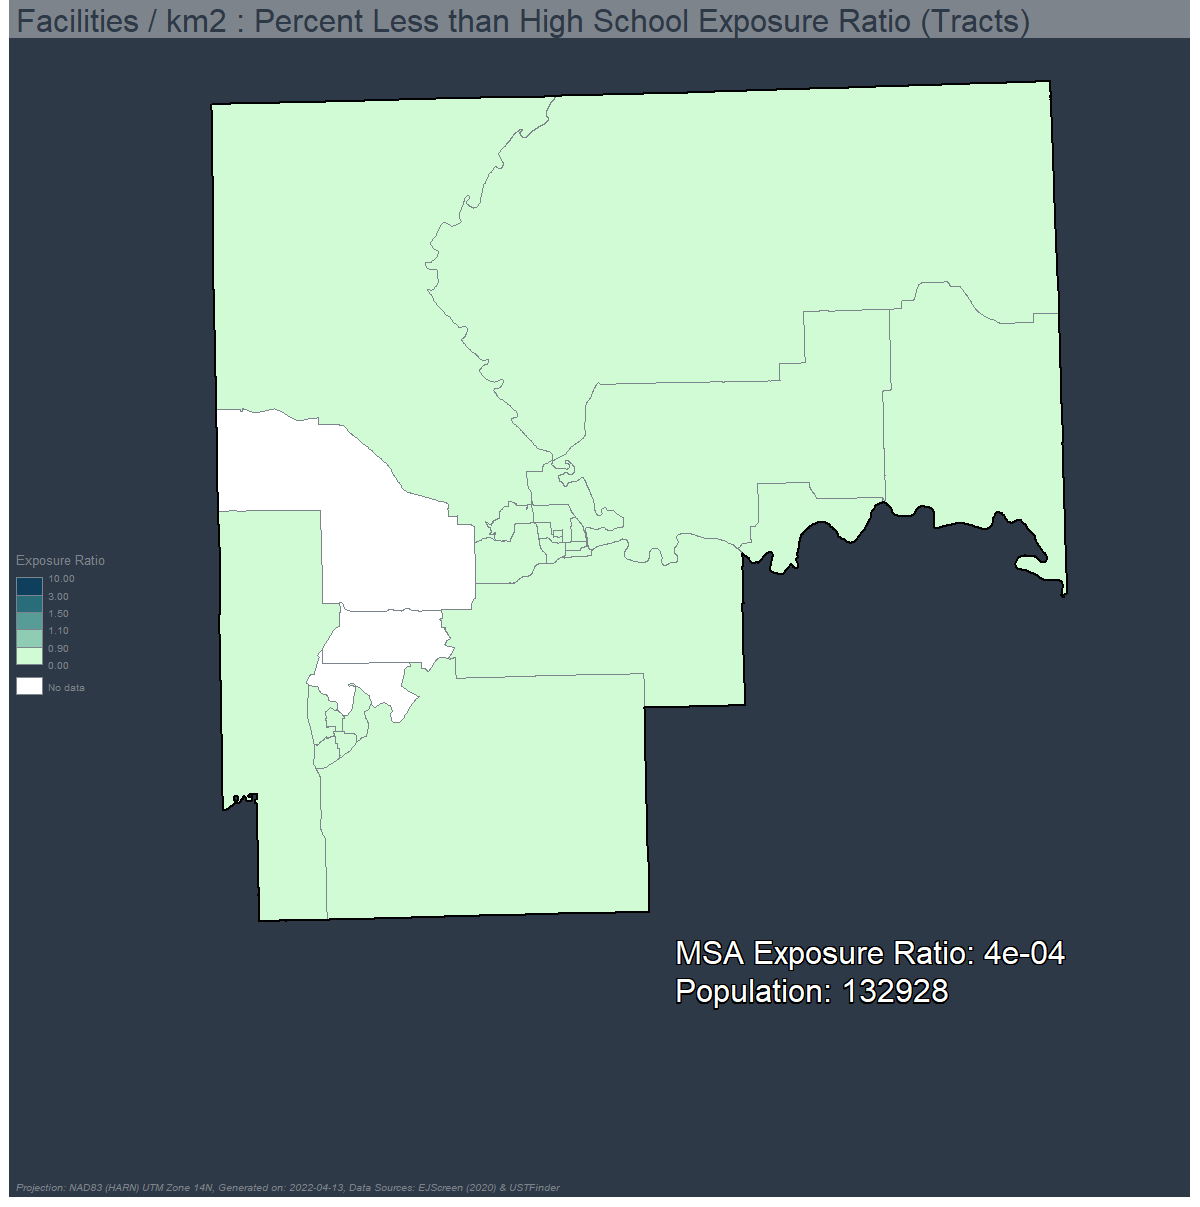 Facilities / km2 : Percent Less than High School Exposure Ratio (Tracts)
Exposure Ratio
10.00
3.00
1.50
1.10
0.90
0.00
No data
MSA Exposure Ratio: 4e-04
Population: 132928
Projection: NAD83 (HARN) UTM Zone 14N, Generated on: 2022-04-13, Data Sources: EJScreen (2020) & USTFinder